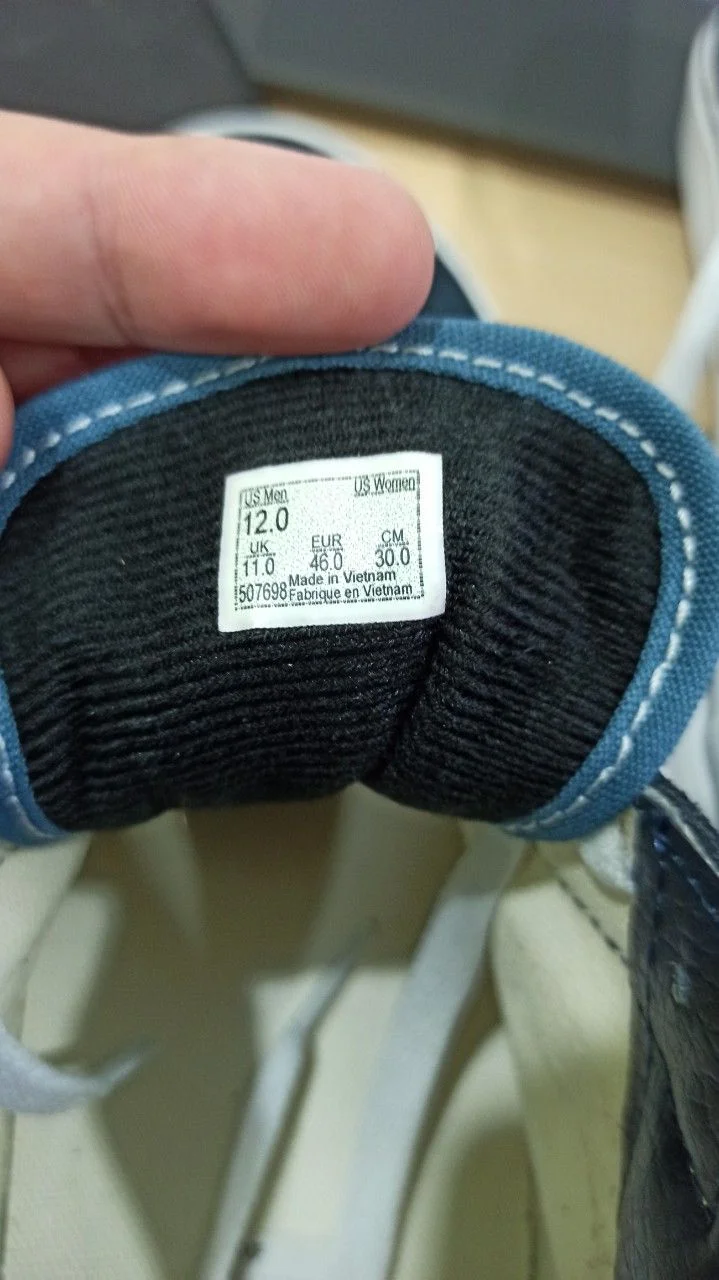 US Men US Women
12.0
UK EUR CM
11.0 46.0 30.0
Made in Vietnam
507698 Fabrique en Vietnam